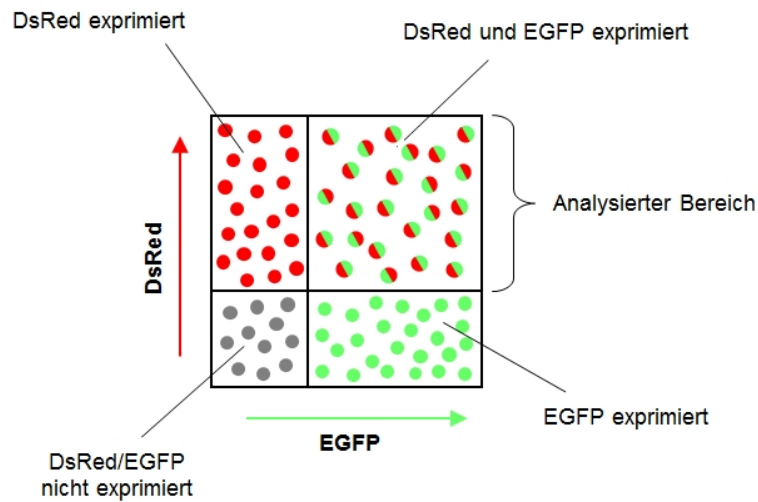 DsRed exprimiert
DsRed und EGFP exprimiert
Analysierter Bereich
DsRed
EGFP exprimiert
EGFP
DsRed/EGFP
nicht exprimiert